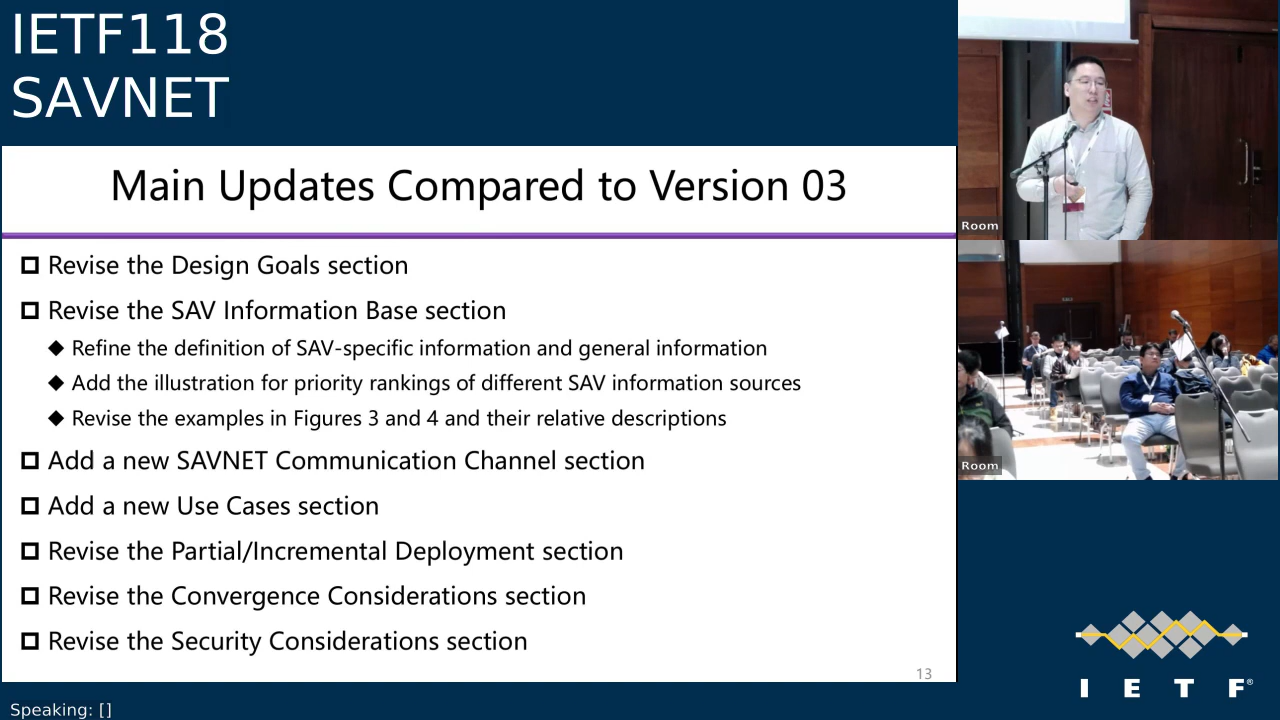 IETF118
SAVNET
Main Updates Compared to Version 03
Revise the Design Goals section
Revise the SAV Information Base section
Refine the definition of SAV-specific information and general information
Add the illustration for priority rankings of different SAV information sources
Revise the examples in Figures 3 and 4 and their relative descriptions
Add a new SAVNET Communication Channel section
Add a new Use Cases section
Revise the Partial/Incremental Deployment section
Revise the Convergence Considerations section
Revise the Security Considerations section
13
Speaking: []
Room
Room
I E T F®